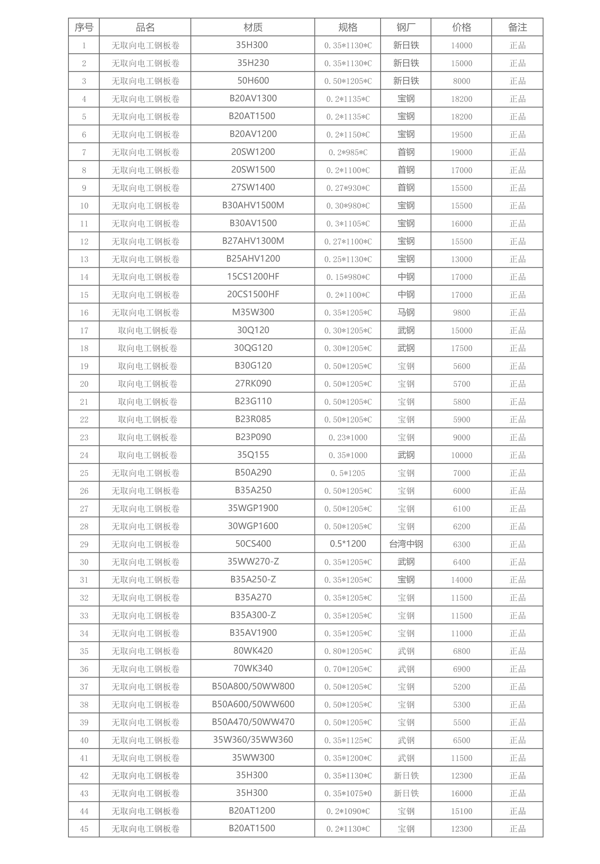 序号 品名 材质 规格 钢厂 价格 备注
1 无取向电工钢板卷 35H300 0.35*1130*C 新日铁 14000 正品
2 无取向电工钢板卷 35H230 0.35*1130*C 新日铁 15000 正品
3 无取向电工钢板卷 50H600 0.50*1205*C 新日铁 8000 正品
4 无取向电工钢板卷 B20AV1300 0.2*1135*C 宝钢 18200 正品
5 无取向电工钢板卷 B20AT1500 0.2*1135*C 宝钢 18200 正品
6 无取向电工钢板卷 B20AV1200 0.2*1150*C 宝钢 19500 正品
7 无取向电工钢板卷 20SW1200 0.2*985*C 首钢 19000 正品
8 无取向电工钢板卷 20SW1500 0.2*1100*C 首钢 17000 正品
9 无取向电工钢板卷 27SW1400 0.27*930*C 首钢 15500 正品
10 无取向电工钢板卷 B30AHV1500M 0.30*980*C 宝钢 15500 正品
11 无取向电工钢板卷 B30AV1500 0.3*1105*C 宝钢 16000 正品
12 无取向电工钢板卷 B27AHV1300M 0.27*1100*C 宝钢 15500 正品
13 无取向电工钢板卷 B25AHV1200 0.25*1130*C 宝钢 13000 正品
14 无取向电工钢板卷 15CS1200HF 0.15*980*C 中钢 17000 正品
15 无取向电工钢板卷 20CS1500HF 0.2*1100*C 中钢 17000 正品
16 无取向电工钢板卷 M35W300 0.35*1205*C 马钢 9800 正品
17 取向电工钢板卷 30Q120 0.30*1205*C 武钢 15000 正品
18 取向电工钢板卷 30QG120 0.30*1205*C 武钢 17500 正品
19 取向电工钢板卷 B30G120 0.50*1205*C 宝钢 5600 正品
20 取向电工钢板卷 27RK090 0.50*1205*C 宝钢 5700 正品
21 取向电工钢板卷 B23G110 0.50*1205*C 宝钢 5800 正品
22 取向电工钢板卷 B23R085 0.50*1205*C 宝钢 5900 正品
23 取向电工钢板卷 B23P090 0.23*1000 宝钢 9000 正品
24 取向电工钢板卷 35Q155 0.35*1000 武钢 10000 正品
25 无取向电工钢板卷 B50A290 0.5*1205 宝钢 7000 正品
26 无取向电工钢板卷 B35A250 0.50*1205*C 宝钢 6000 正品
27 无取向电工钢板卷 35WGP1900 0.50*1205*C 宝钢 6100 正品
28 无取向电工钢板卷 30WGP1600 0.50*1205*C 宝钢 6200 正品
29 无取向电工钢板卷 50CS400 0.5*1200 台湾中钢 6300 正品
30 无取向电工钢板卷 35WW270-Z 0.35*1205*C 武钢 6400 正品
31 无取向电工钢板卷 B35A250-Z 0.35*1205*C 宝钢 14000 正品
32 无取向电工钢板卷 B35A270 0.35*1205*C 宝钢 11500 正品
33 无取向电工钢板卷 B35A300-Z 0.35*1205*C 宝钢 11500 正品
34 无取向电工钢板卷 B35AV1900 0.35*1205*C 宝钢 11000 正品
35 无取向电工钢板卷 80WK420 0.80*1205*C 武钢 6800 正品
36 无取向电工钢板卷 70WK340 0.70*1205*C 武钢 6900 正品
37 无取向电工钢板卷 B50A800/50WW800 0.50*1205*C 宝钢 5200 正品
38 无取向电工钢板卷 B50A600/50WW600 0.50*1205*C 宝钢 5300 正品
39 无取向电工钢板卷 B50A470/50WW470 0.50*1205*C 宝钢 5500 正品
40 无取向电工钢板卷 35W360/35WW360 0.35*1125*C 武钢 6500 正品
41 无取向电工钢板卷 35WW300 0.35*1200*C 武钢 11500 正品
42 无取向电工钢板卷 35H300 0.35*1130*C 新日铁 12300 正品
43 无取向电工钢板卷 35H300 0.35*1075*0 新日铁 16000 正品
44 无取向电工钢板卷 B20AT1200 0.2*1090*C 宝钢 15100 正品
45 无取向电工钢板卷 B20AT1500 0.2*1130*C 宝钢 12300 正品